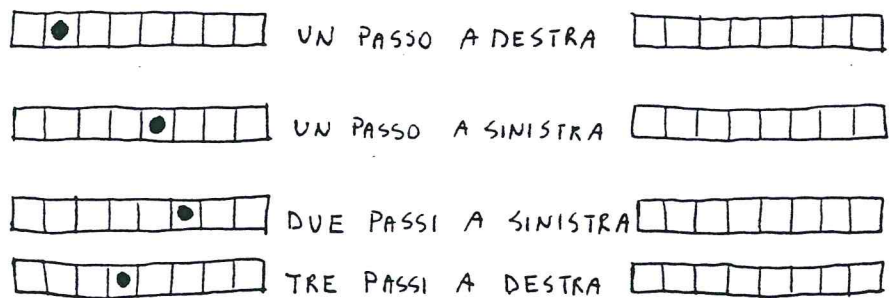 UN PASSO A DESTRA
UN PASSO A SINISTRA
DUE PASSI A SINISTRA
TRE PASSI A DESTRA